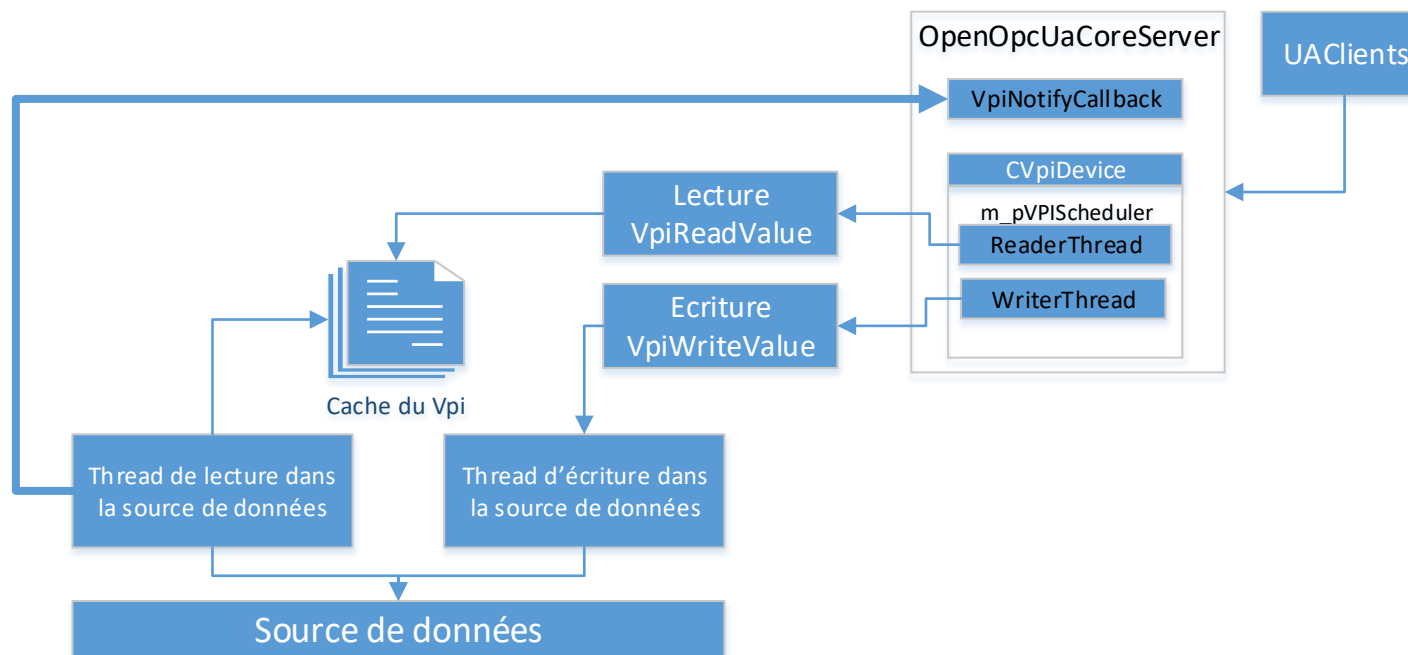 OpenOpcUaCoreServer
UAClients
VpiNotifyCallback
CVpiDevice
m_pVPIScheduler
ReaderThread
WriterThread
Lecture
VpiReadValue
Ecriture
VpiWriteValue
Cache du Vpi
Thread de lecture dans
la source de données
Thread d’écriture dans
la source de données
Source de données